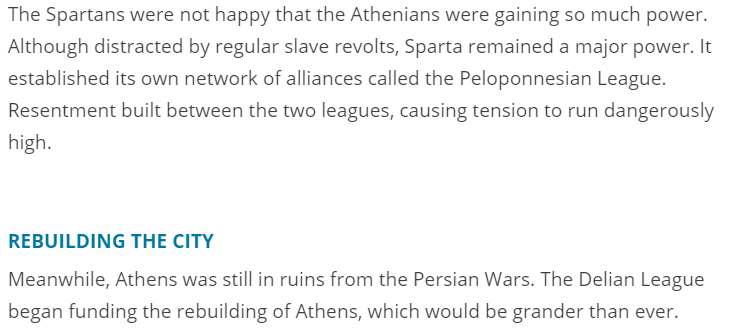 The Spartans were not happy that the Athenians were gaining so much power.
Although distracted by regular slave revolts, Sparta remained a major power. It
established its own network of alliances called the Peloponnesian League.
Resentment built between the two leagues, causing tension to run dangerously
high.
REBUILDING THE CITY
Meanwhile, Athens was still in ruins from the Persian Wars. The Delian League
began funding the rebuilding of Athens, which would be grander than ever.